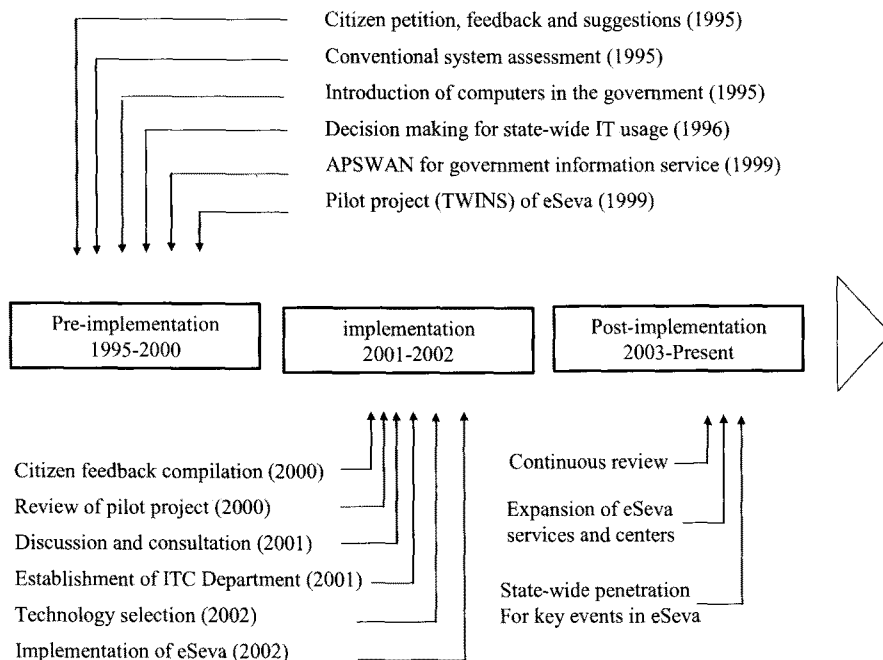 Citizen petition, feedback and suggestions (1995)
Conventional system assessment (1995)
Introduction of computers in the government (1995)
Decision making for state-wide IT usage (1996)
APSWAN for government information service (1999)
Pilot project (TWINS) of eSeva (1999)
Pre-implementation
1995-2000
implementation
2001-2002
Post-implementation
2003-Present
Citizen feedback compilation (2000)
Review of pilot project (2000)
Discussion and consultation (2001)
Establishment of ITC Department (2001)
Technology selection (2002)
Implementation of eSeva (2002)
Continuous review
Expansion of eSeva
services and centers
State-wide penetration
For key events in eSeva